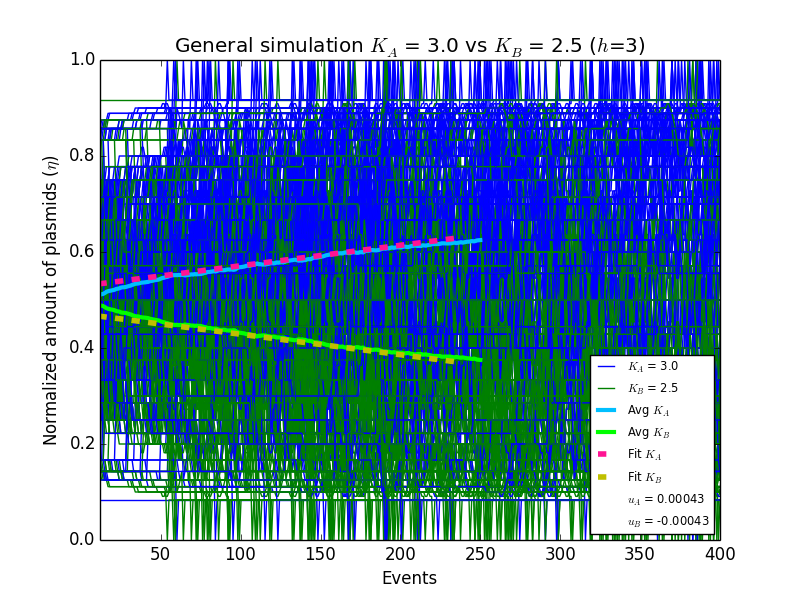 General simulation K_A = 3.0 vs K_B = 2.5 (h=3)
Normalized amount of plasmids (η)
1.0
0.8
0.6
0.4
0.2
0.0
K_A = 3.0
K_B = 2.5
Avg K_A
Avg K_B
Fit K_A
Fit K_B
u_A = 0.00043
u_B = -0.00043
50 100 150 200 250 300 350 400
Events